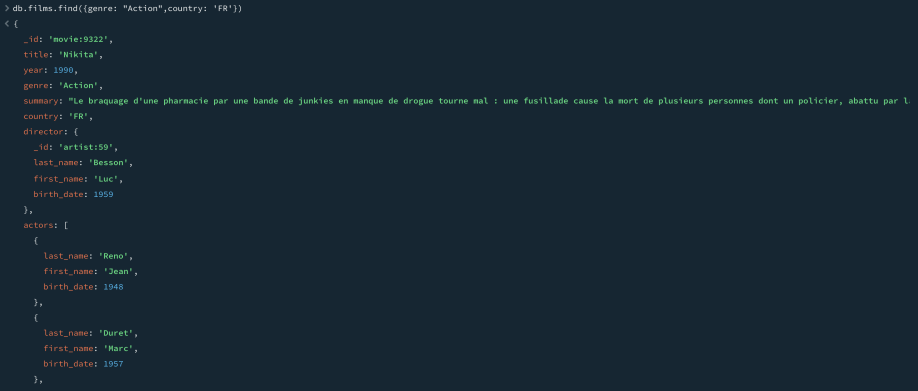 > db.films.find({genre: "Action",country: 'FR'})
< {
_id: 'movie:9322',
title: 'Nikita',
year: 1990,
genre: 'Action',
summary: "Le braquage d'une pharmacie par une bande de junkies en manque de drogue tourne mal : une fusillade cause la mort de plusieurs personnes dont un policier, abattu par l
country: 'FR',
director: {
_id: 'artist:59',
last_name: 'Besson',
first_name: 'Luc',
birth_date: 1959
},
actors: [
{
last_name: 'Reno',
first_name: 'Jean',
birth_date: 1948
},
{
last_name: 'Duret',
first_name: 'Marc',
birth_date: 1957
},